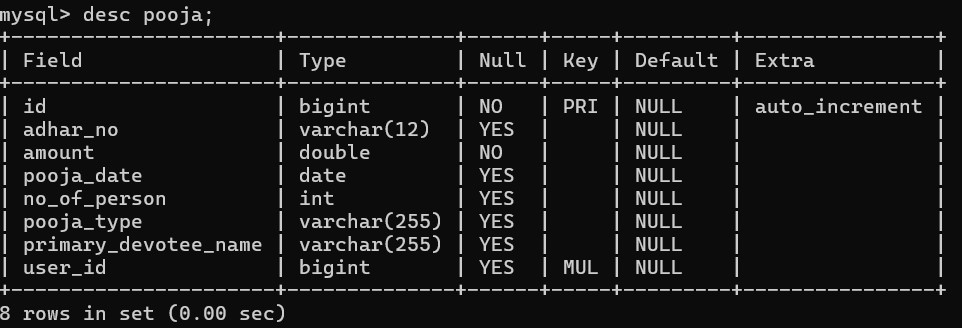 mysql> desc pooja;
+----------------------+--------------+------+-----+---------+----------------+
| Field                | Type         | Null | Key | Default | Extra          |
+----------------------+--------------+------+-----+---------+----------------+
| id                   | bigint       | NO   | PRI | NULL    | auto_increment |
| adhar_no             | varchar(12)  | YES  |     | NULL    |                |
| amount               | double       | NO   |     | NULL    |                |
| pooja_date           | date         | YES  |     | NULL    |                |
| no_of_person         | int          | YES  |     | NULL    |                |
| pooja_type           | varchar(255) | YES  |     | NULL    |                |
| primary_devotee_name | varchar(255) | YES  |     | NULL    |                |
| user_id              | bigint       | YES  | MUL | NULL    |                |
+----------------------+--------------+------+-----+---------+----------------+
8 rows in set (0.00 sec)